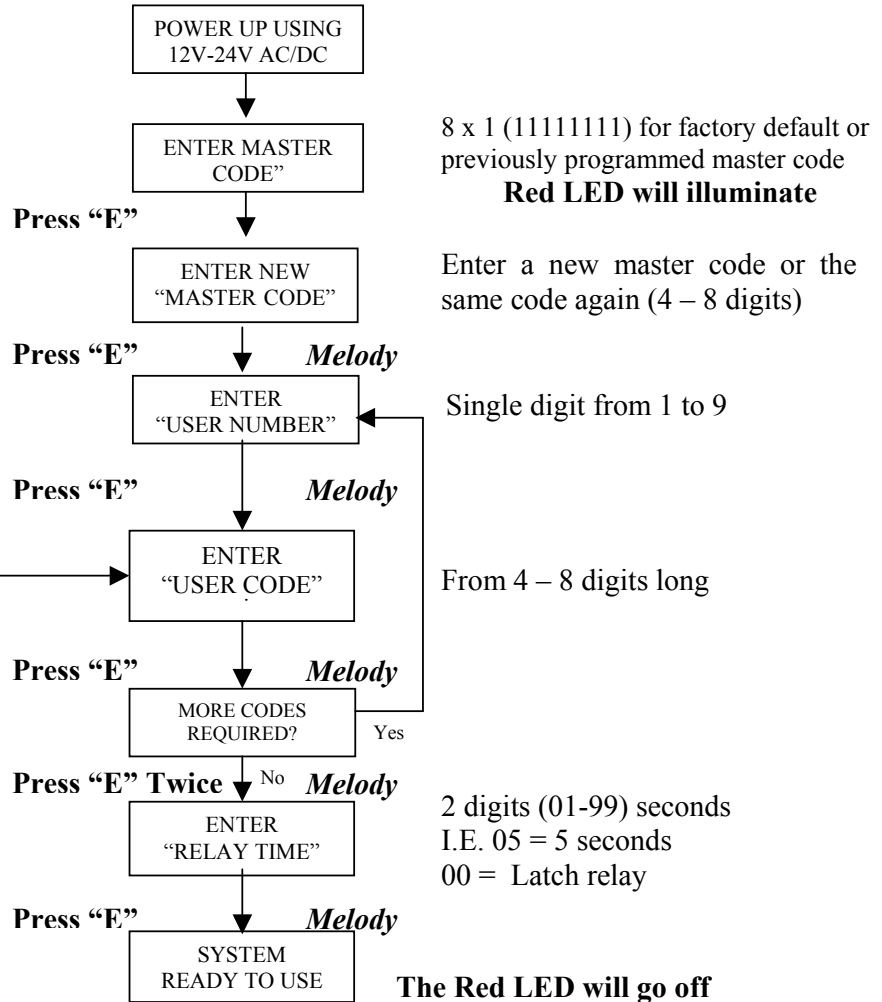 POWER UP USING
12V-24V AC/DC
ENTER MASTER
CODE”
8 x 1 (11111111) for factory default or
previously programmed master code
Red LED will illuminate
Press “E”
ENTER NEW
“MASTER CODE”
Enter a new master code or the
same code again (4 – 8 digits)
Press “E” Melody
ENTER
“USER NUMBER”
Single digit from 1 to 9
Press “E” Melody
ENTER
“USER CODE”
From 4 – 8 digits long
Press “E” Melody
MORE CODES
REQUIRED?
Yes
Press “E” Twice No Melody
ENTER
“RELAY TIME”
2 digits (01-99) seconds
I.E. 05 = 5 seconds
00 = Latch relay
Press “E” Melody
SYSTEM
READY TO USE
The Red LED will go off